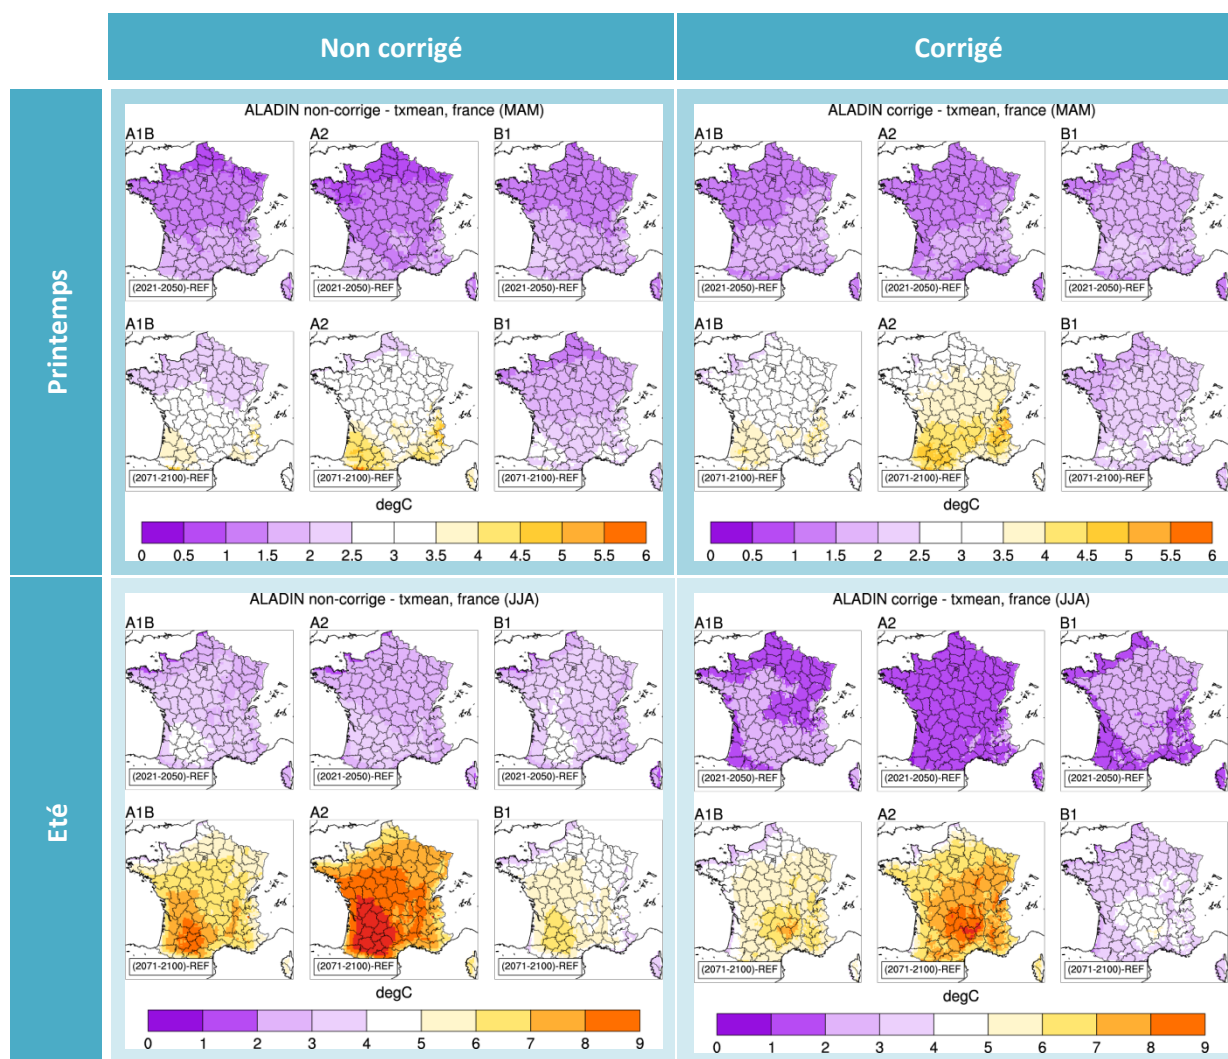 Non corrigé
Corrigé
Printemps
ALADIN non-corrige - txmean, france (MAM)
A1B A2 B1
(2021-2050)-REF (2021-2050)-REF (2021-2050)-REF
A1B A2 B1
(2071-2100)-REF (2071-2100)-REF (2071-2100)-REF
degC
0 0.5 1 1.5 2 2.5 3 3.5 4 4.5 5 5.5 6
ALADIN corrige - txmean, france (MAM)
A1B A2 B1
(2021-2050)-REF (2021-2050)-REF (2021-2050)-REF
A1B A2 B1
(2071-2100)-REF (2071-2100)-REF (2071-2100)-REF
degC
0 0.5 1 1.5 2 2.5 3 3.5 4 4.5 5 5.5 6
Eté
ALADIN non-corrige - txmean, france (JJA)
A1B A2 B1
(2021-2050)-REF (2021-2050)-REF (2021-2050)-REF
A1B A2 B1
(2071-2100)-REF (2071-2100)-REF (2071-2100)-REF
degC
0 1 2 3 4 5 6 7 8 9
ALADIN corrige - txmean, france (JJA)
A1B A2 B1
(2021-2050)-REF (2021-2050)-REF (2021-2050)-REF
A1B A2 B1
(2071-2100)-REF (2071-2100)-REF (2071-2100)-REF
degC
0 1 2 3 4 5 6 7 8 9